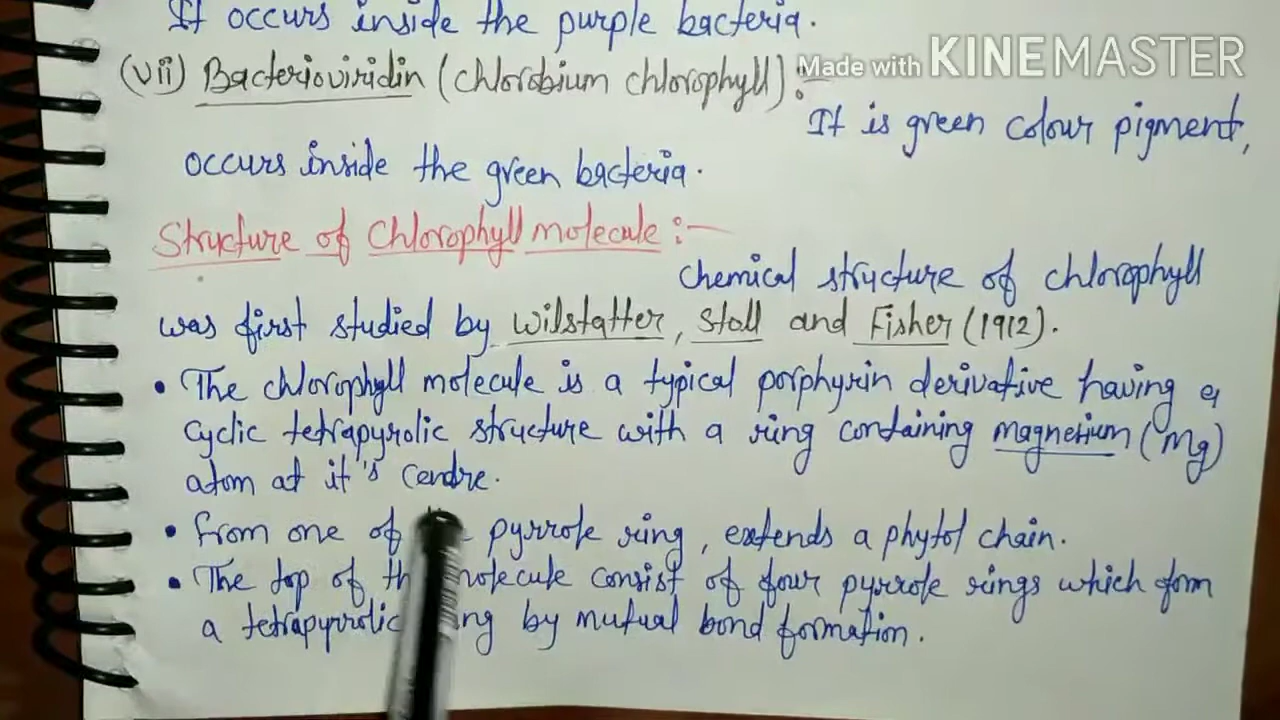 It occurs inside the purple bacteria.
Made with KINEMASTER
(vii) Bacterioviridin (chlorobium chlorophyll) :-
It is green colour pigment,
occurs inside the green bacteria.
Structure of Chlorophyll molecule :-
Chemical structure of chlorophyll
was first studied by Wilstatter, Stoll and Fisher (1912).
• The chlorophyll molecule is a typical porphyrin derivative having a
cyclic tetrapyrolic structure with a ring containing magnesium (Mg)
atom at it's centre.
• From one of pyrrole ring, extends a phytol chain.
• The top of molecule consist of four pyrrole rings which form
a tetrapyrrolic by mutual bond formation.